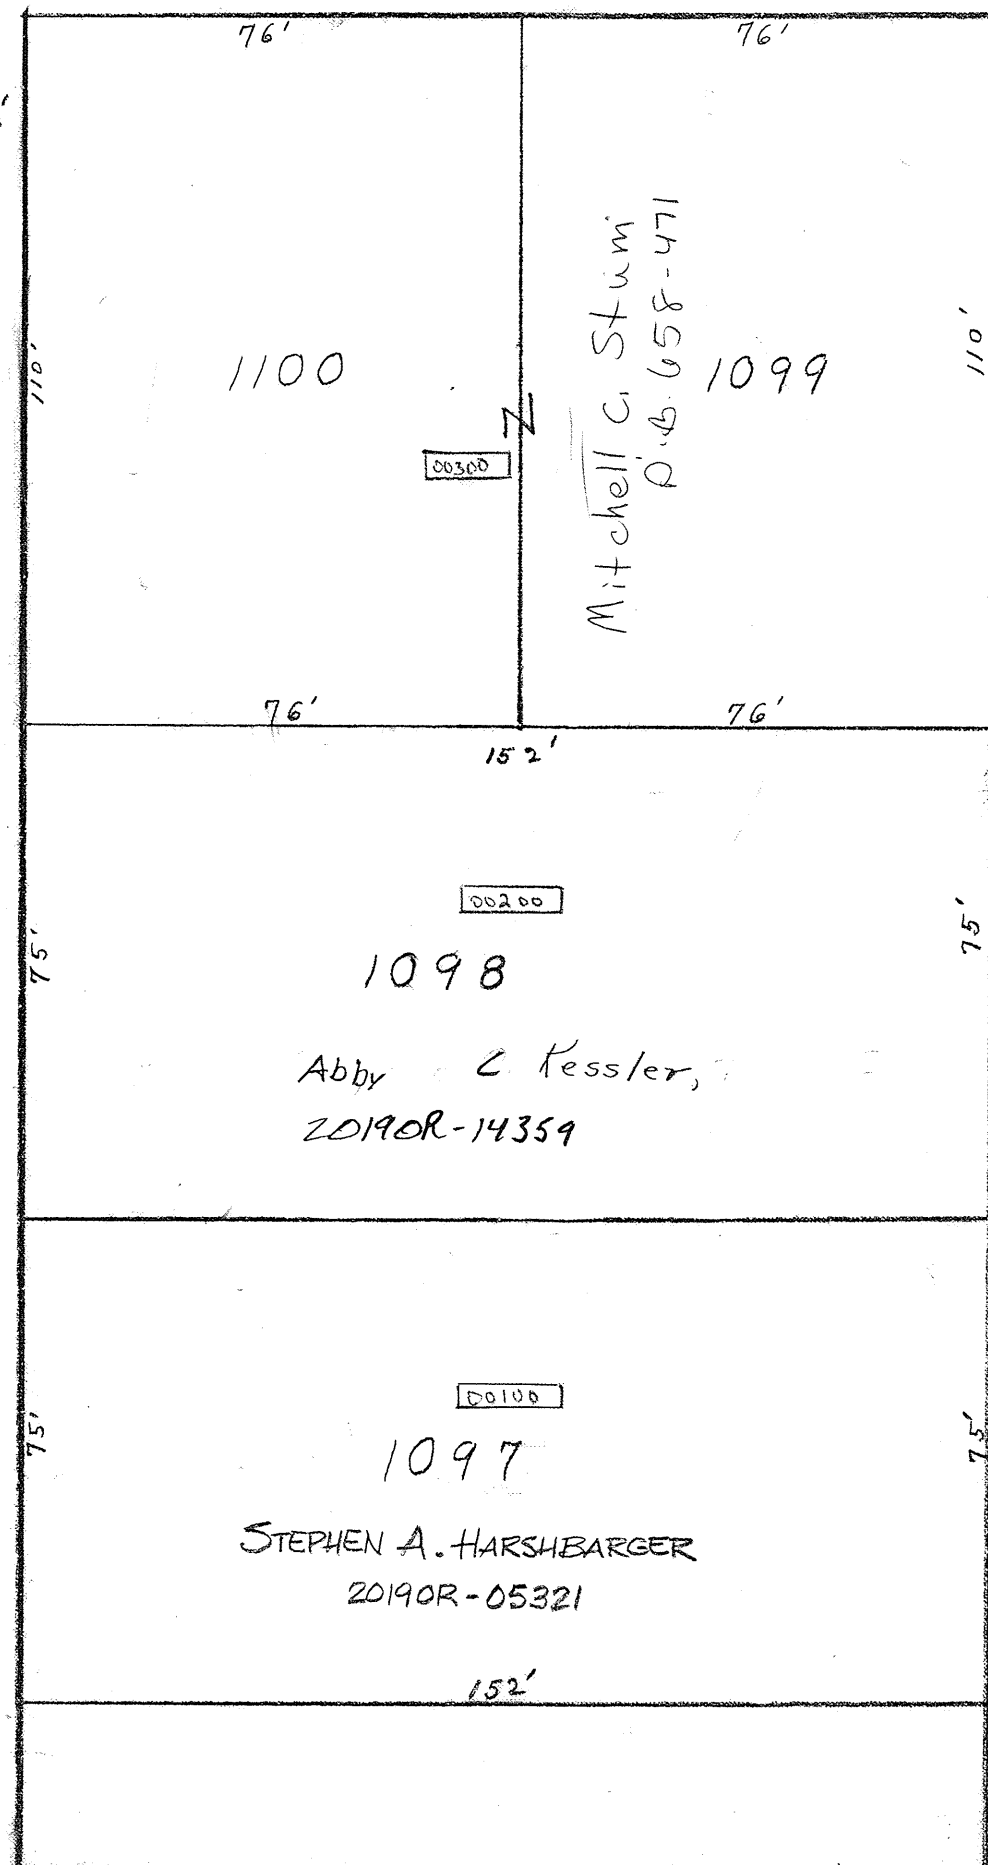 76'
76'
110'
1100
Mitchell C. Stumm
D.B. 658-471
1099
110'
Z
00300
76'
76'
152'
00200
75'
75'
1098
Abby C Kessler,
2019OR-14359
00100
75'
75'
1097
STEPHEN A. HARSHBARGER
2019OR-05321
152'